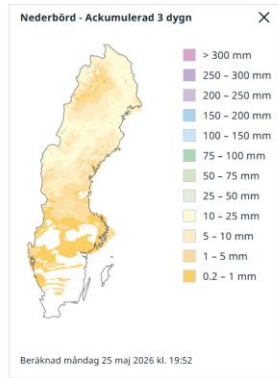 Nederbörd - Ackumulerad 3 dygn
> 300 mm
250 – 300 mm
200 – 250 mm
150 – 200 mm
100 – 150 mm
75 – 100 mm
50 – 75 mm
25 – 50 mm
10 – 25 mm
5 – 10 mm
1 – 5 mm
0.2 – 1 mm
Beräknad måndag 25 maj 2026 kl. 19:52